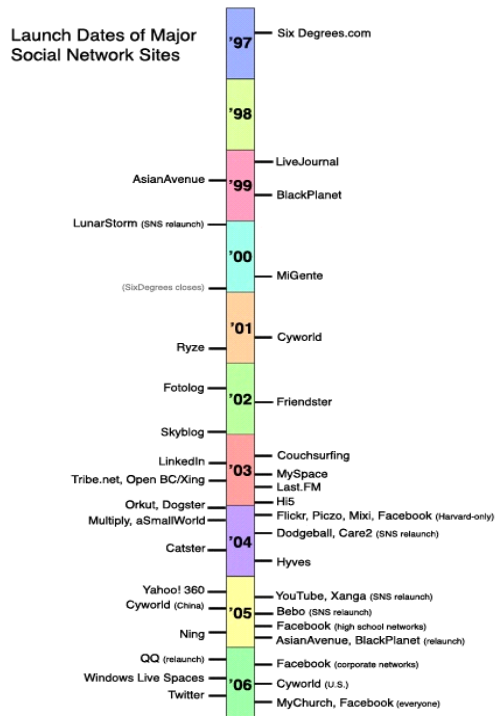 Launch Dates of Major
Social Network Sites
'97
Six Degrees.com
'98
'99
LiveJournal
AsianAvenue
BlackPlanet
LunarStorm (SNS relaunch)
'00
MiGente
(SixDegrees closes)
'01
Cyworld
Ryze
'02
Fotolog
Friendster
Skyblog
'03
Couchsurfing
LinkedIn
MySpace
Tribe.net, Open BC/Xing
Last.FM
Hi5
Orkut, Dogster
Flickr, Piczo, Mixi, Facebook (Harvard-only)
Multiply, aSmallWorld
Dodgeball, Care2 (SNS relaunch)
'04
Catster
Hyves
Yahoo! 360
YouTube, Xanga (SNS relaunch)
Cyworld (China)
Bebo (SNS relaunch)
'05
Facebook (high school networks)
Ning
AsianAvenue, BlackPlanet (relaunch)
QQ (relaunch)
Facebook (corporate networks)
Windows Live Spaces
'06
Cyworld (U.S.)
Twitter
MyChurch, Facebook (everyone)